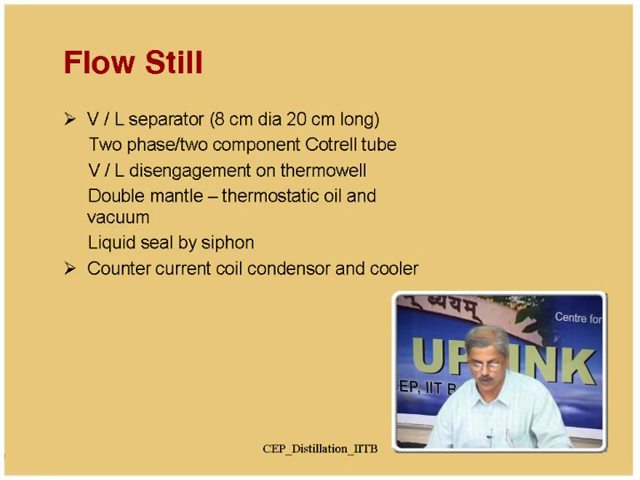 Flow Still
➢ V / L separator (8 cm dia 20 cm long)
Two phase/two component Cotrell tube
V / L disengagement on thermowell
Double mantle – thermostatic oil and
vacuum
Liquid seal by siphon
➢ Counter current coil condensor and cooler
ध्येयम्
Centre for
-EP, IIT B
CEP_Distillation_IITB